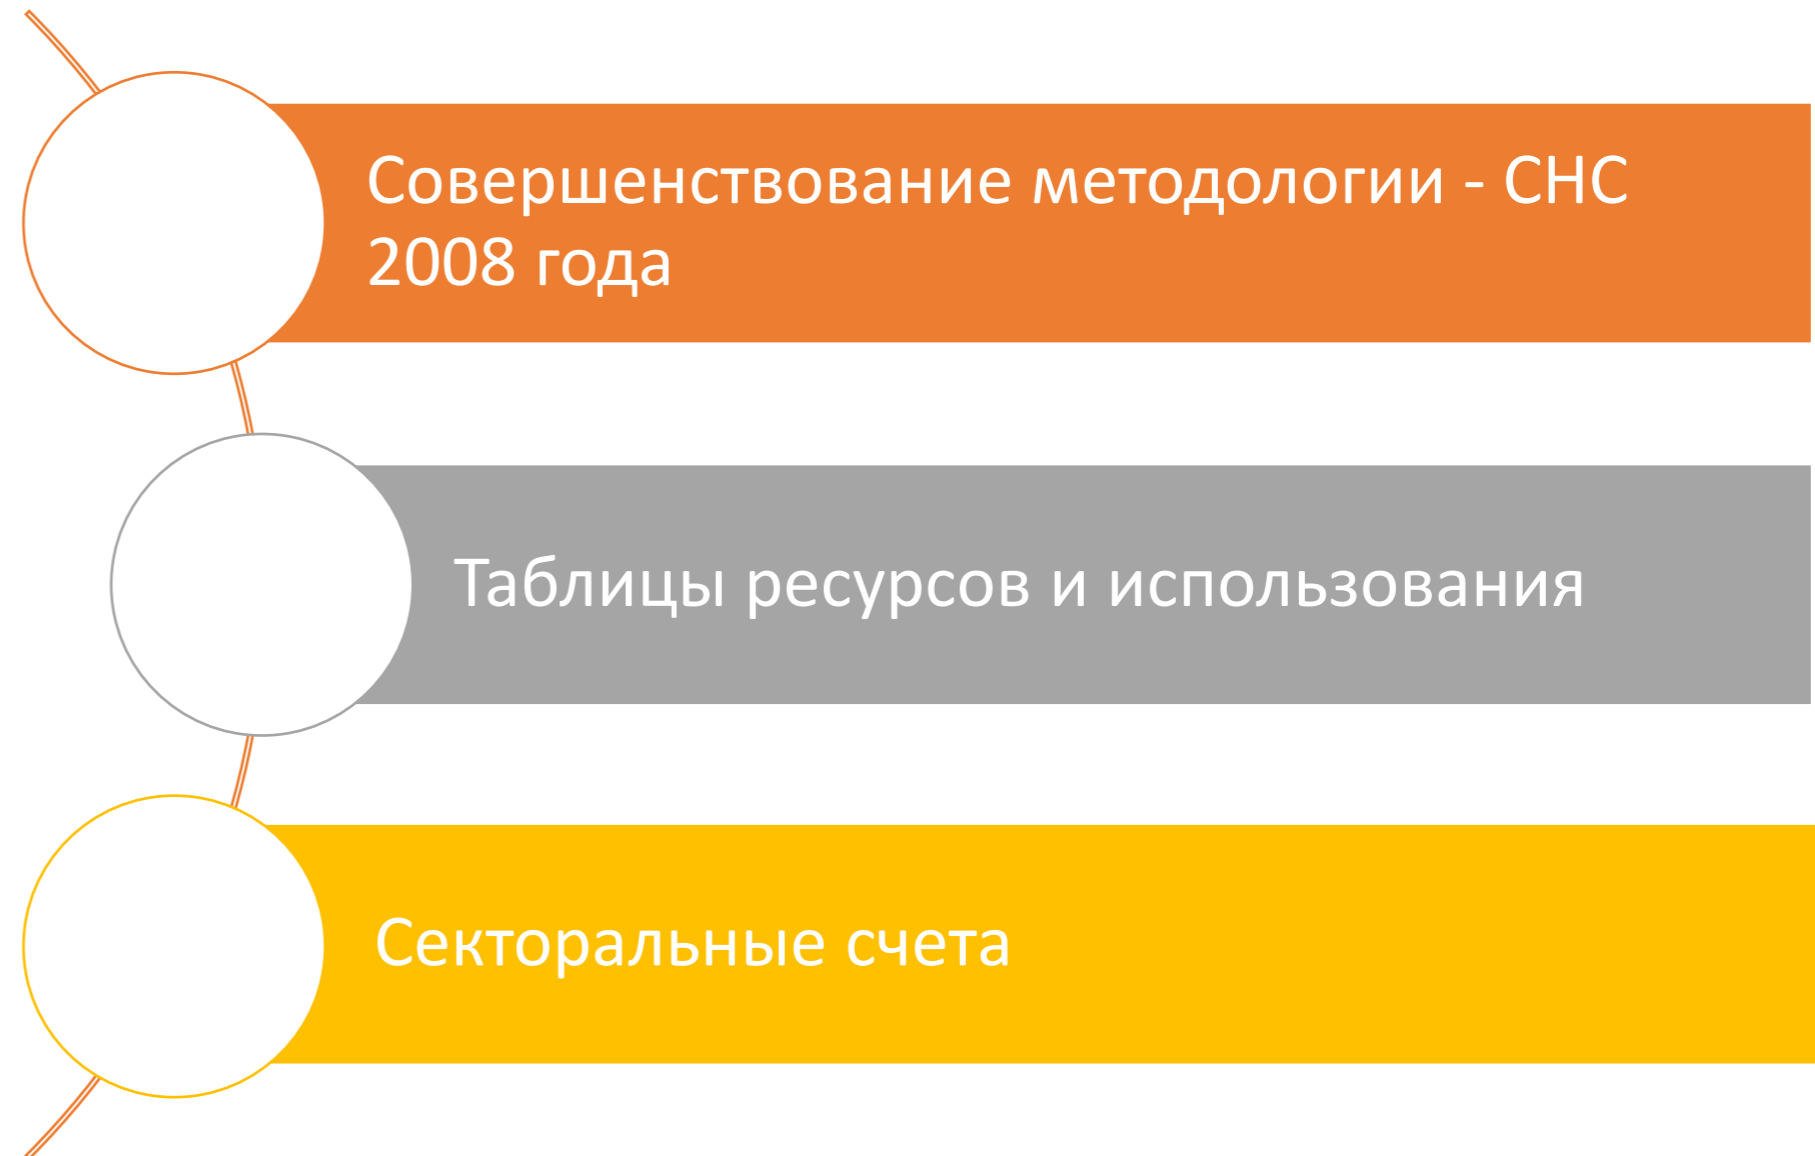 Совершенствование методологии - СНС
2008 года
Таблицы ресурсов и использования
Секторальные счета